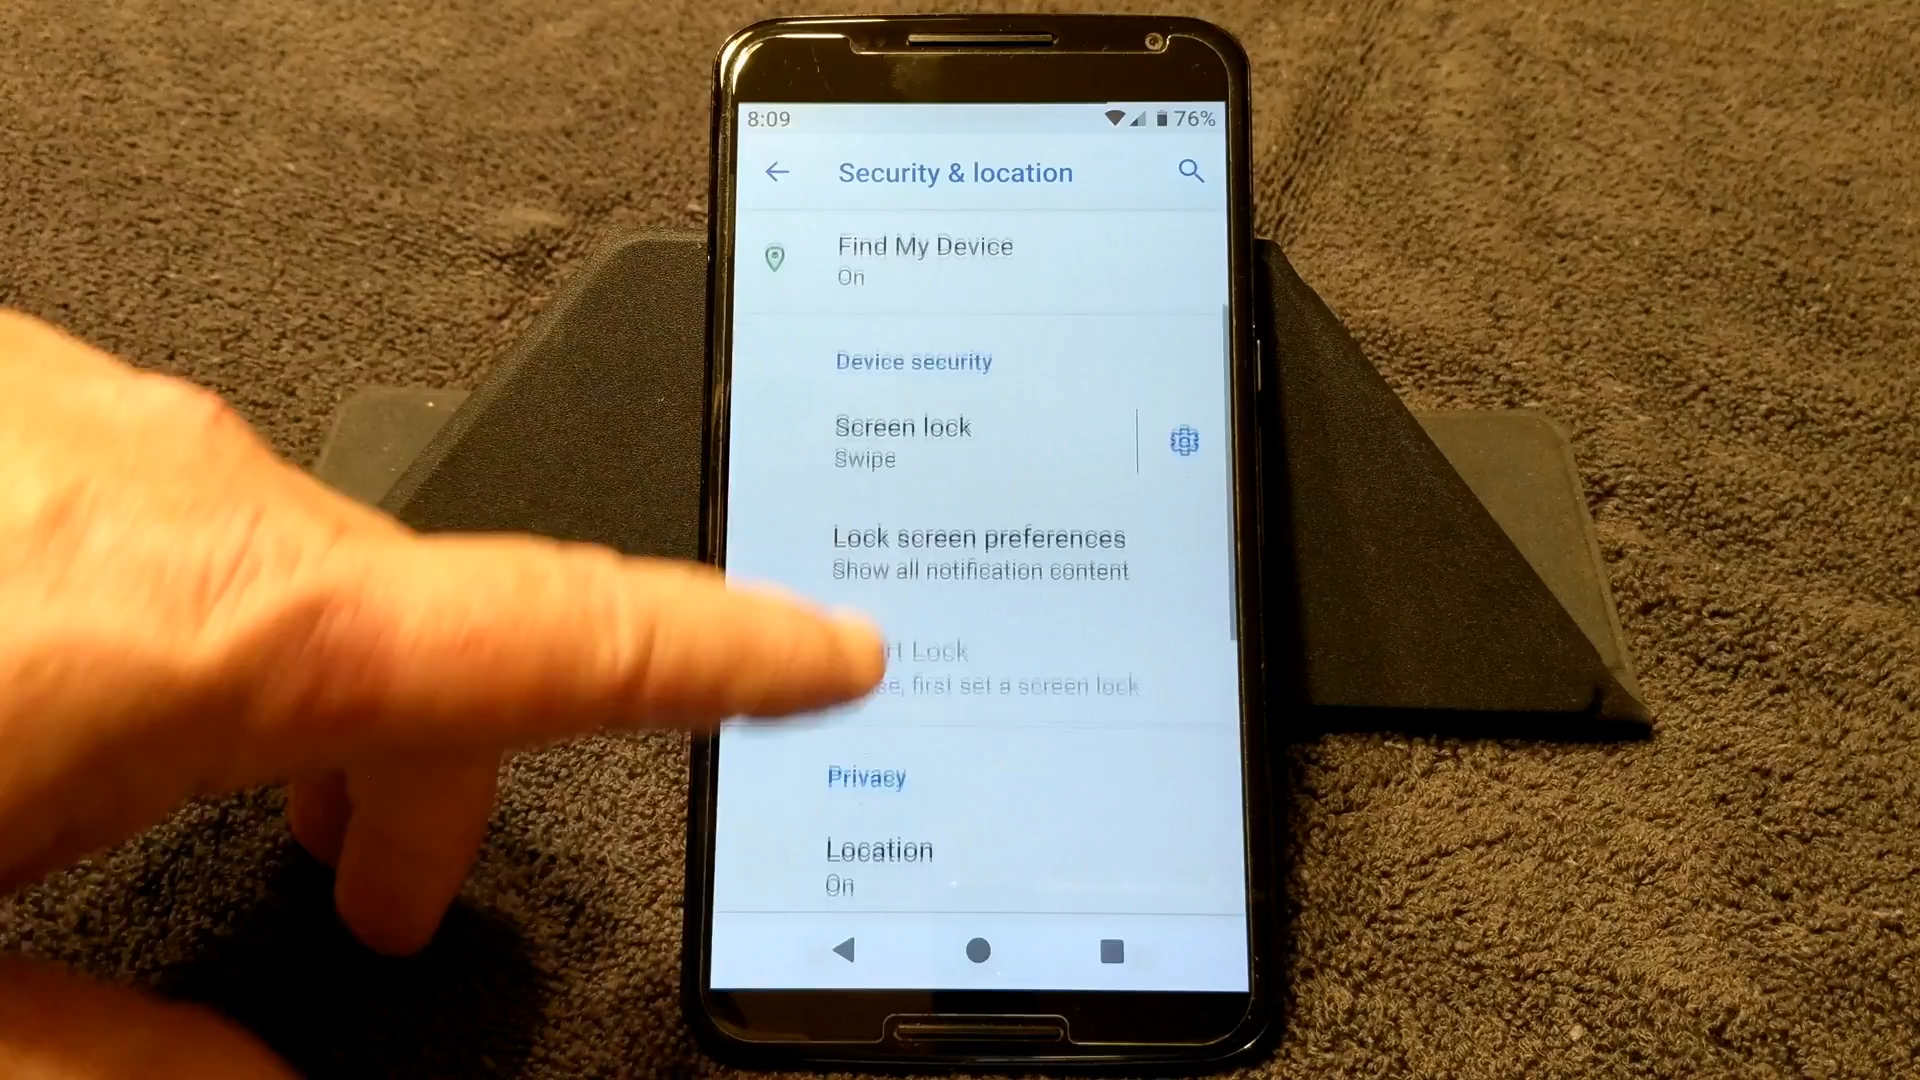 8:09
76%
Security & location
Find My Device
On
Device security
Screen lock
Swipe
Lock screen preferences
Show all notification content
Lock
first set a screen lock
Privacy
Location
On